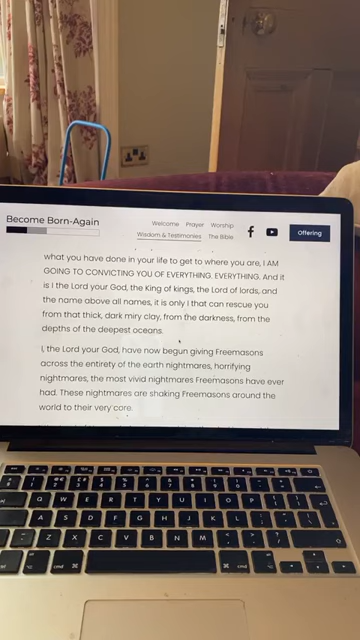 Become Born-Again
Welcome Prayer Worship
Wisdom & Testimonies The Bible
Offering
what you have done in your life to get to where you are, I AM
GOING TO CONVICTING YOU OF EVERYTHING. EVERYTHING. And it
is I the Lord your God, the King of kings, the Lord of lords, and
the name above all names, it is only I that can rescue you
from that thick, dark miry clay, from the darkness, from the
depths of the deepest oceans.
I, the Lord your God, have now begun giving Freemasons
across the entirety of the earth nightmares, horrifying
nightmares, the most vivid nightmares Freemasons have ever
had. These nightmares are shaking Freemasons around the
world to their very core.
Q W E R T Y U I O P
A S D F G H J K L
Z X C V B N M
cmd cmd